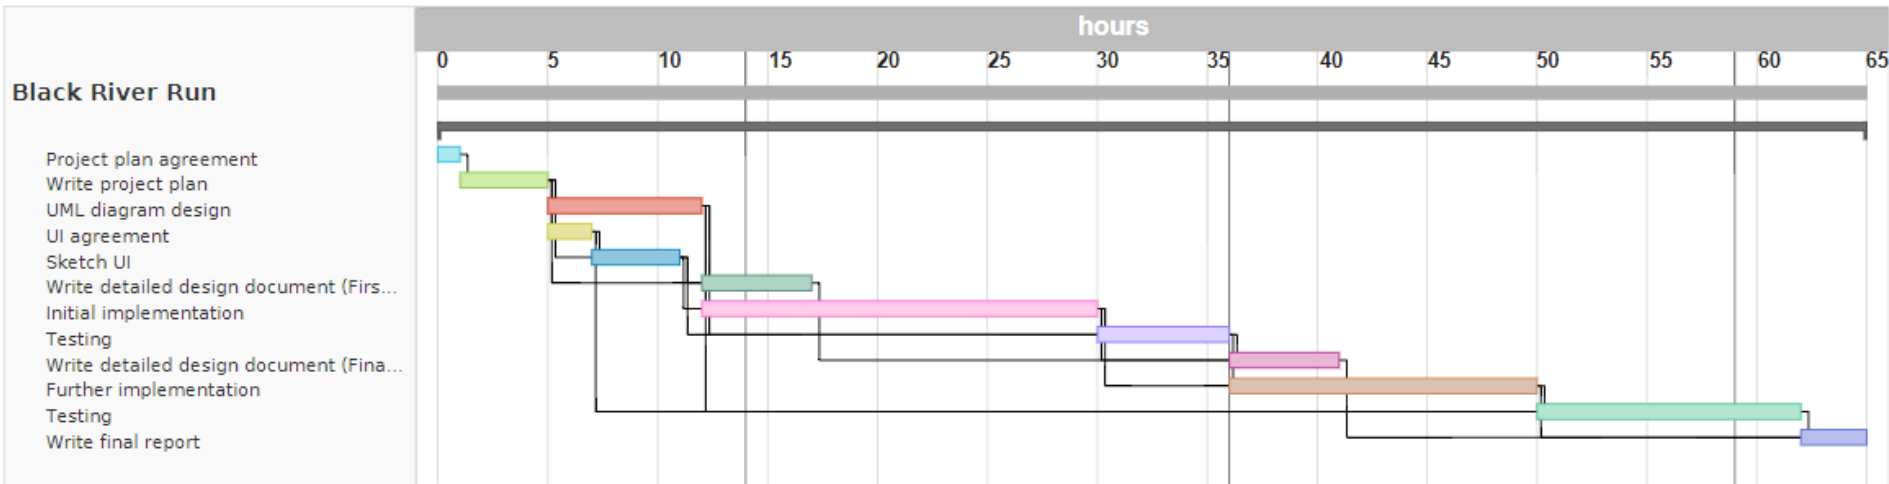 hours
0 5 10 15 20 25 30 35 40 45 50 55 60 65
Black River Run
Project plan agreement
Write project plan
UML diagram design
UI agreement
Sketch UI
Write detailed design document (Firs...
Initial implementation
Testing
Write detailed design document (Fina...
Further implementation
Testing
Write final report